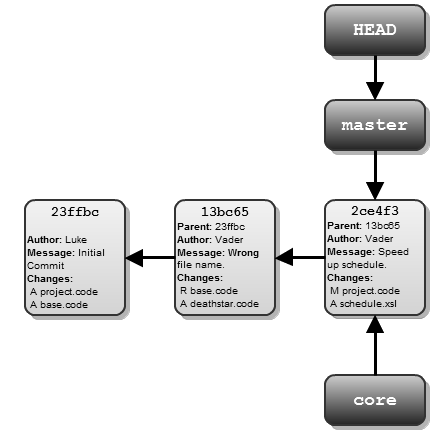 HEAD
master
23ffbc
Author: Luke
Message: Initial
Commit
Changes:
A project.code
A base.code
13bc65
Parent: 23ffbc
Author: Vader
Message: Wrong
file name.
Changes:
R base.code
A deathstar.code
2ce4f3
Parent: 13bc65
Author: Vader
Message: Speed
up schedule.
Changes:
M project.code
A schedule.xsl
core